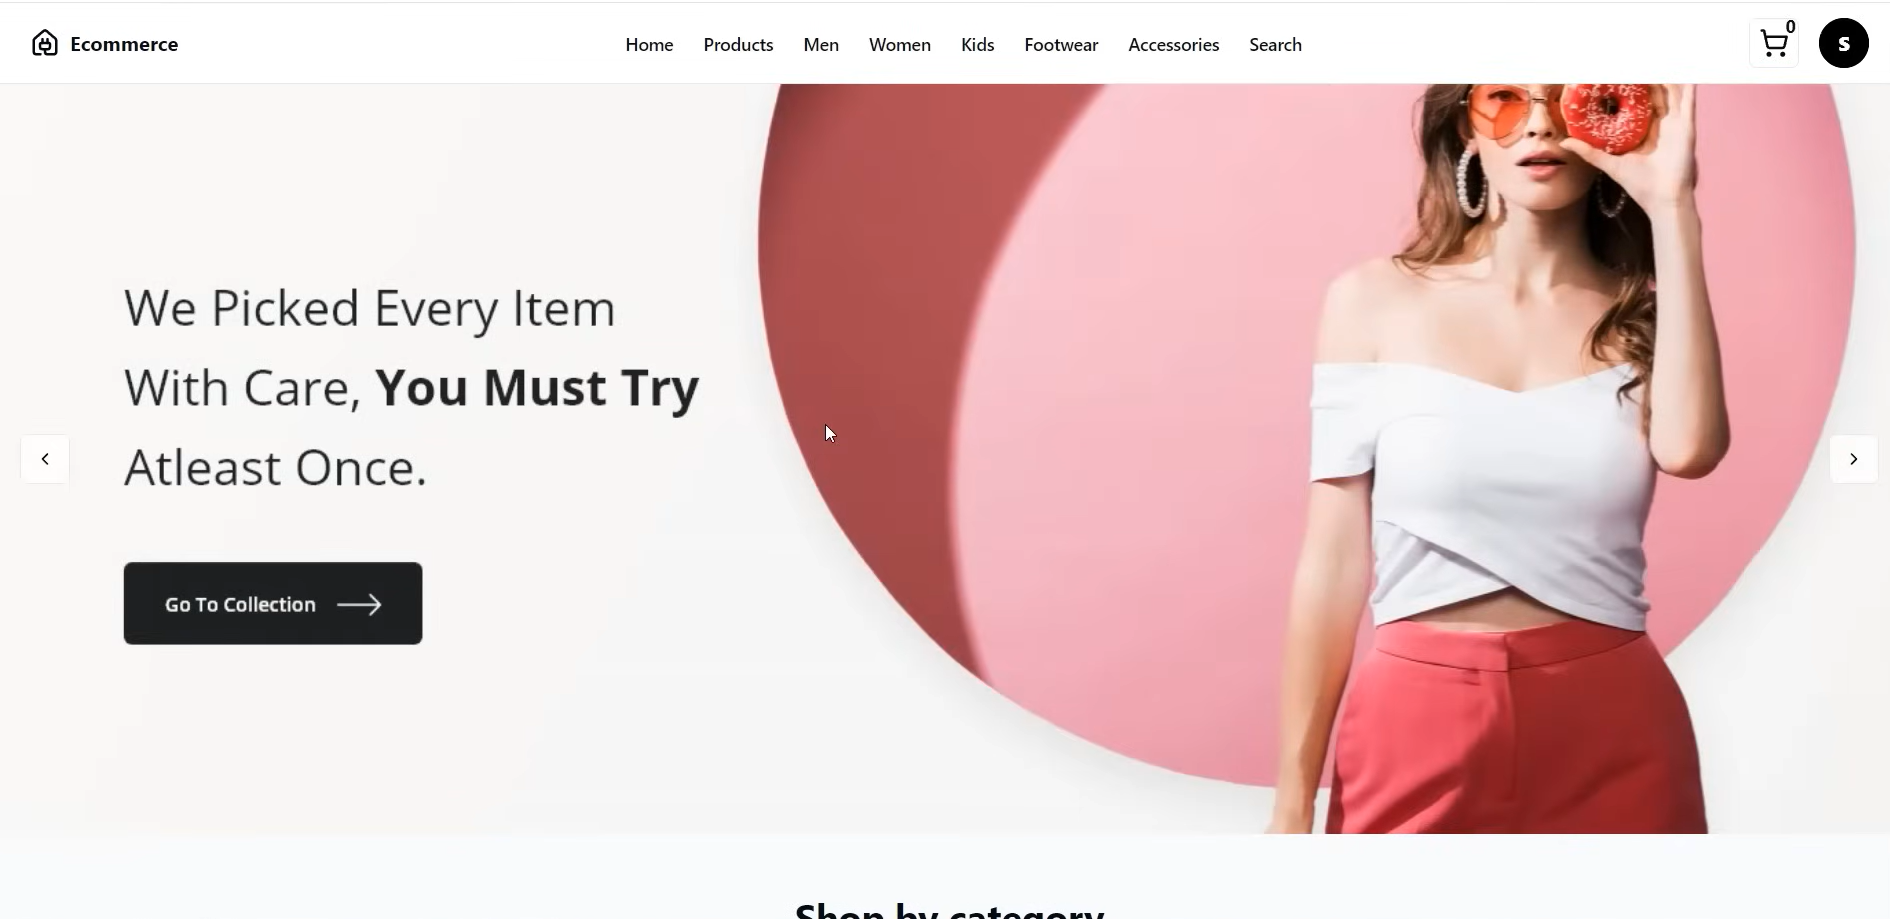 Ecommerce
Home Products Men Women Kids Footwear Accessories Search
0
S
We Picked Every Item
With Care, You Must Try
Atleast Once.
Go To Collection
Shop by category